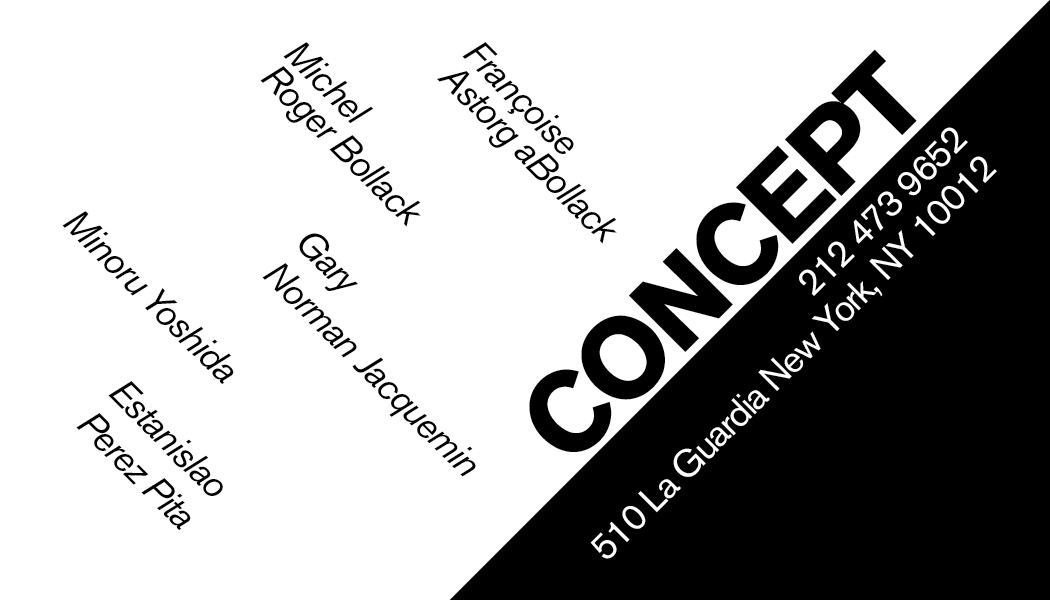 Michel
Roger Bollack
Françoise
Astorg aBollack
Minoru Yoshida
Gary
Norman Jacquemin
Estanislao
Perez Pita
CONCEPT
212 473 9652
510 La Guardia New York, NY 10012